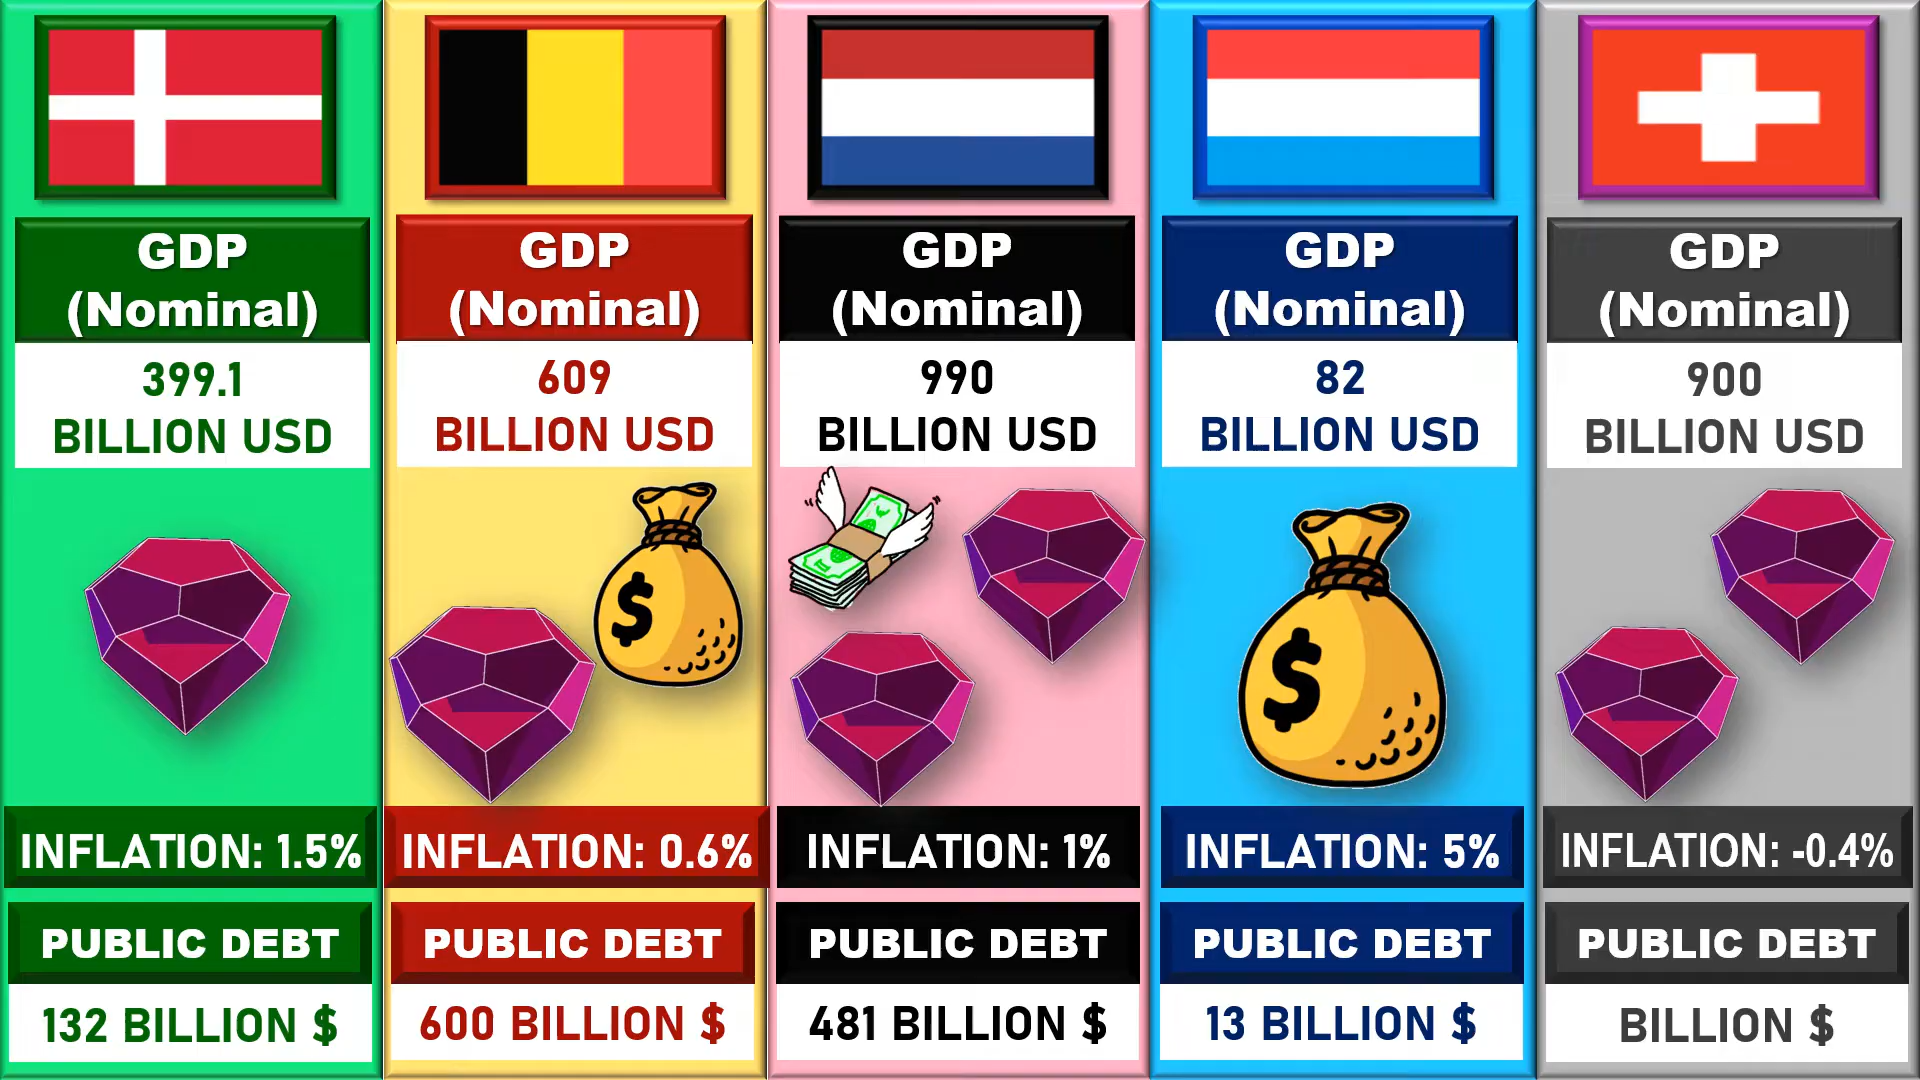 GDP
(Nominal)
399.1
BILLION USD
INFLATION: 1.5%
PUBLIC DEBT
132 BILLION $
GDP
(Nominal)
609
BILLION USD
$
INFLATION: 0.6%
PUBLIC DEBT
600 BILLION $
GDP
(Nominal)
990
BILLION USD
INFLATION: 1%
PUBLIC DEBT
481 BILLION $
GDP
(Nominal)
82
BILLION USD
$
INFLATION: 5%
PUBLIC DEBT
13 BILLION $
GDP
(Nominal)
900
BILLION USD
INFLATION: -0.4%
PUBLIC DEBT
BILLION $